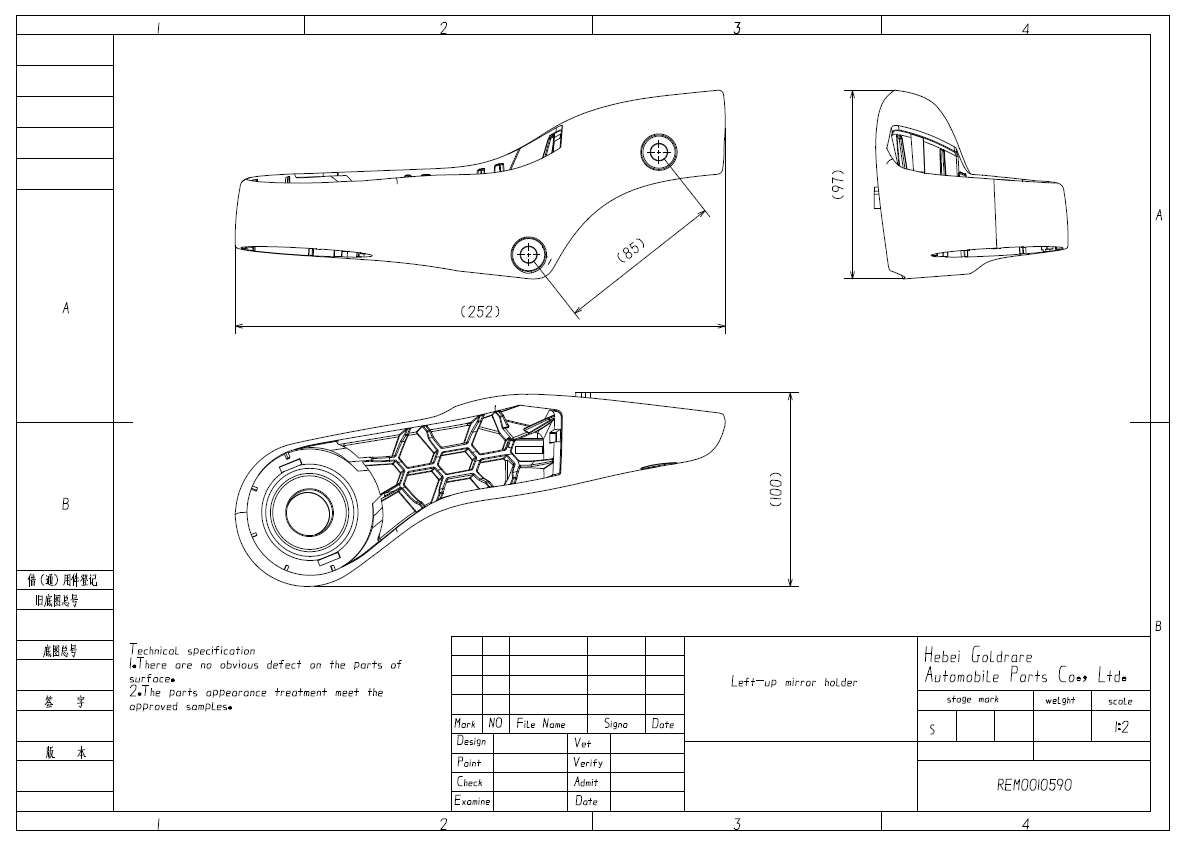 1 2 3 4
(97)
A
(85)
(252)
A
(100)
B
借(通)用件登记
旧底图总号
B
底图总号
签 字
版 本
Technical specification
1.There are no obvious defect on the parts of
surface.
2.The parts appearance treatment meet the
approved samples.
Mark NO File Name Signa Date
Design Vet
Paint Verify
Check Admit
Examine Date
Left-up mirror holder
Hebei Goldrare
Automobile Parts Co., Ltd.
stage mark weight scale
S 1:2
REM0010590
1 2 3 4